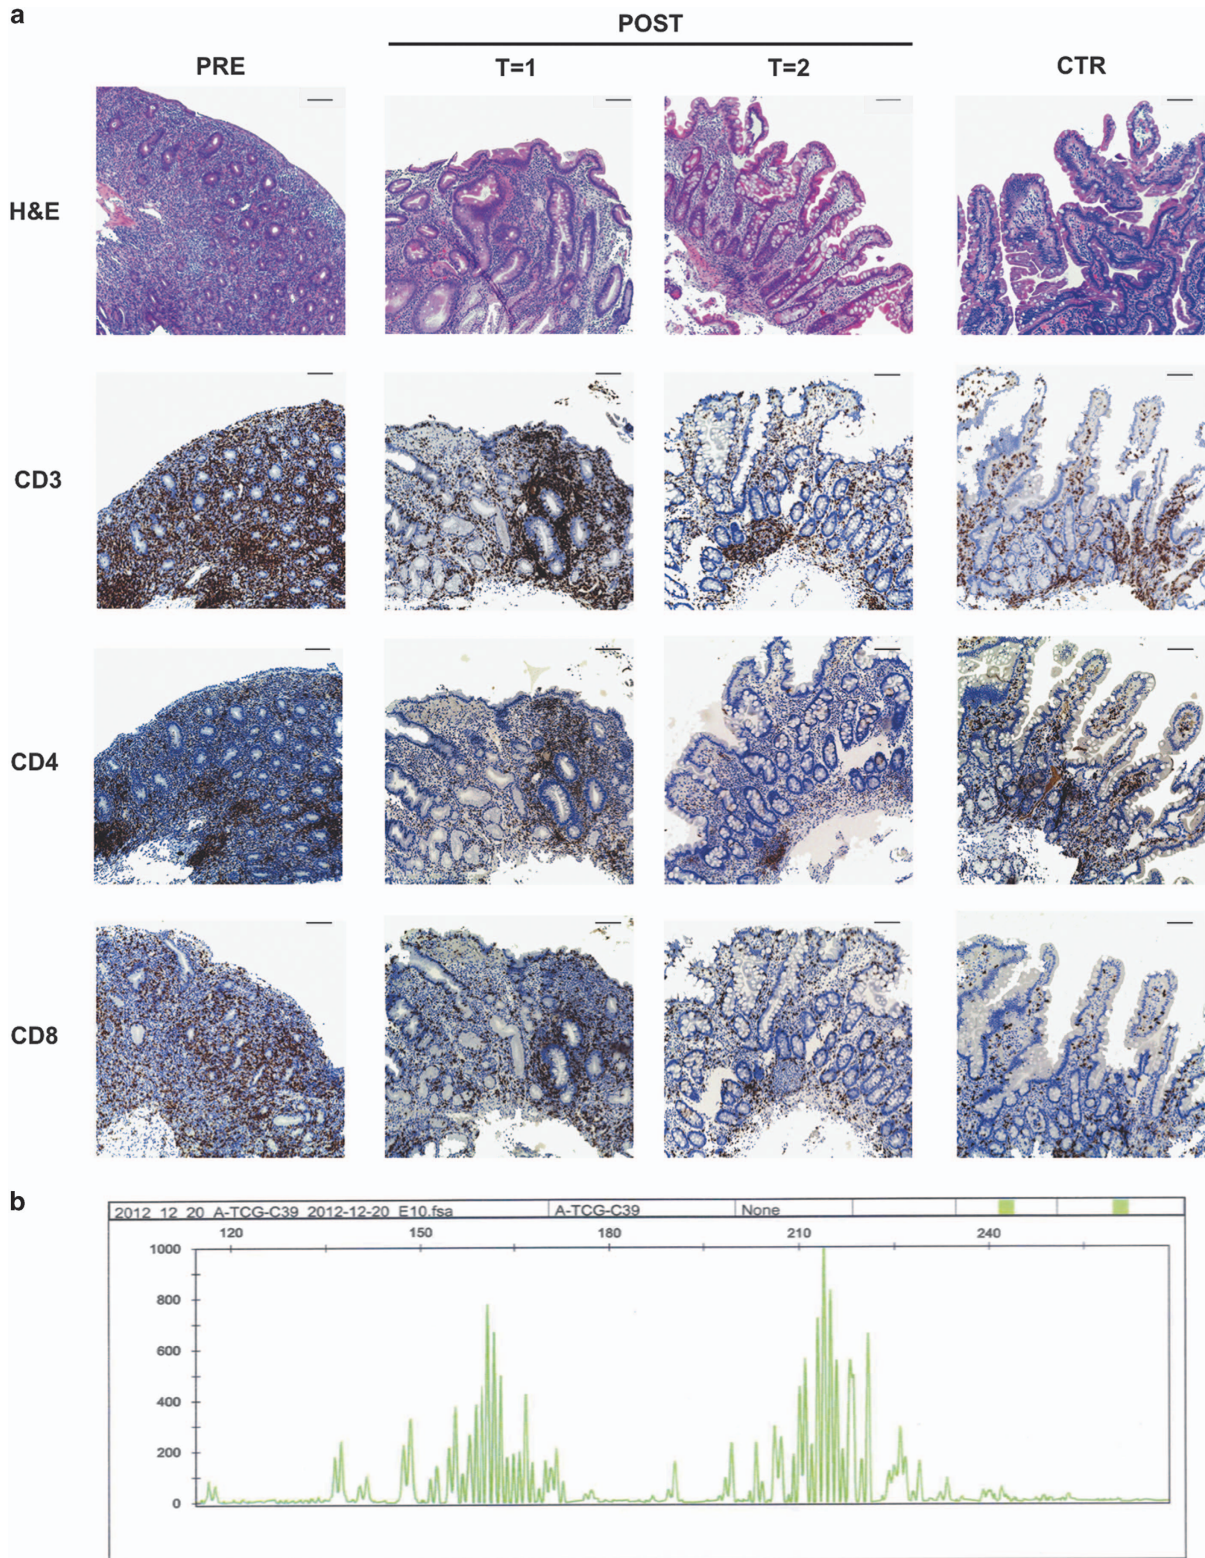 a
POST
PRE
T=1
T=2
CTR
H&E
CD3
CD4
CD8
b
2012_12_20_A-TCG-C39_2012-12-20_E10.fsa A-TCG-C39 None
120 150 180 210 240
1000
800
600
400
200
0